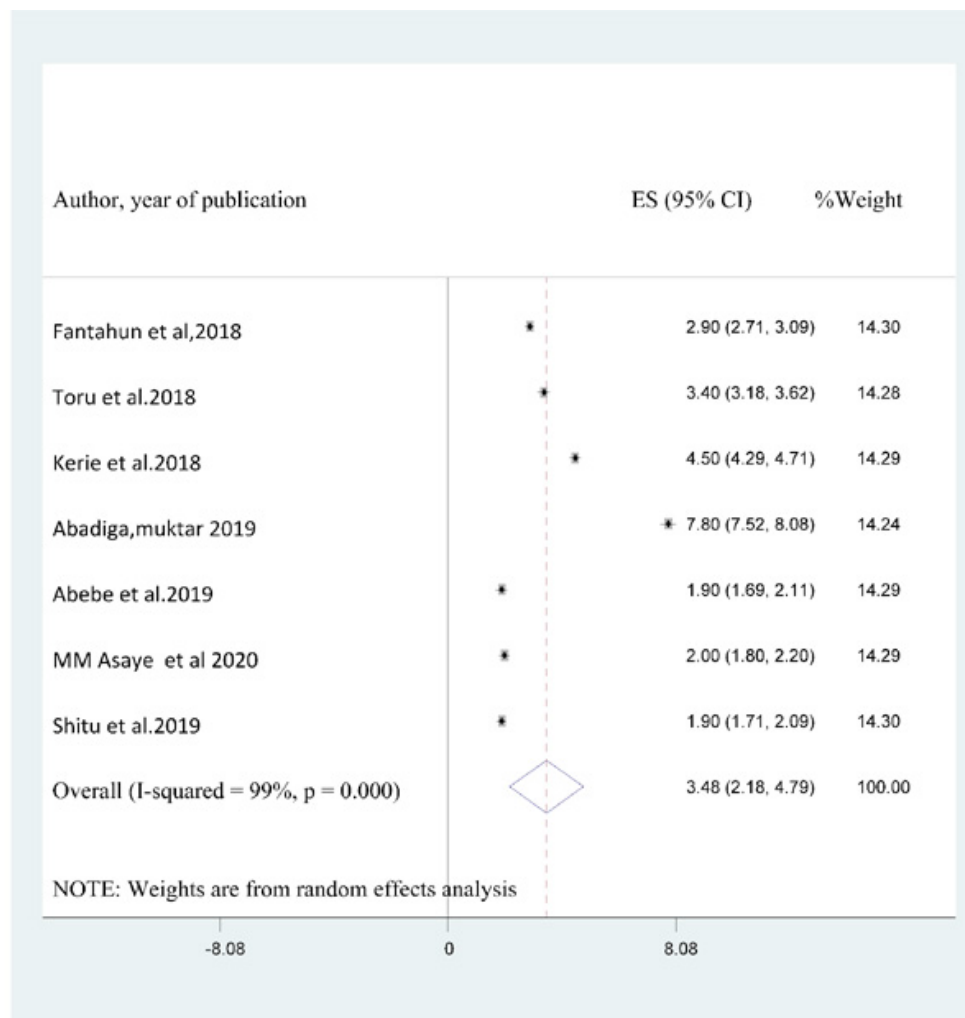 Author, year of publication ES (95% CI) %Weight
Fantahun et al,2018 2.90 (2.71, 3.09) 14.30
Toru et al.2018 3.40 (3.18, 3.62) 14.28
Kerie et al.2018 4.50 (4.29, 4.71) 14.29
Abadiga,muktar 2019 7.80 (7.52, 8.08) 14.24
Abebe et al.2019 1.90 (1.69, 2.11) 14.29
MM Asaye et al 2020 2.00 (1.80, 2.20) 14.29
Shitu et al.2019 1.90 (1.71, 2.09) 14.30
Overall (I-squared = 99%, p = 0.000) 3.48 (2.18, 4.79) 100.00
NOTE: Weights are from random effects analysis
-8.08 0 8.08